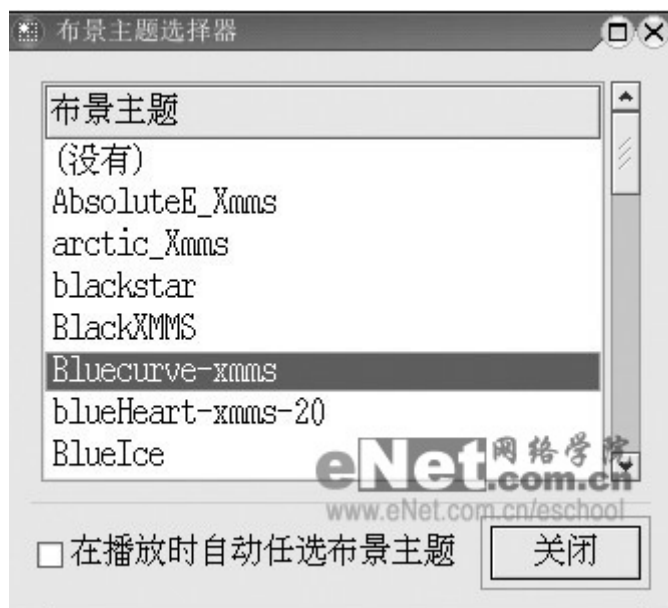 布景主题选择器
布景主题
(没有)
AbsoluteE_Xmms
arctic_Xmms
blackstar
BlackXMMS
Bluecurve-xmms
blueHeart-xmms-20
BlueIce
eNet网络学院
.com.cn
www.eNet.com.cn/eschool
在播放时自动任选布景主题
关闭